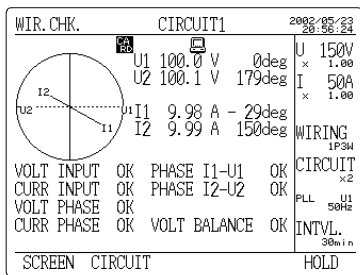 WIR.CHK. CIRCUIT1 2002/05/23
20:56:24
CA
RD
U1 100.0 V 0deg
U2 100.1 V 179deg
I1 9.98 A - 29deg
I2 9.99 A 150deg
I2
U2
U1
I1
VOLT INPUT OK PHASE I1-U1 OK
CURR INPUT OK PHASE I2-U2 OK
VOLT PHASE OK
CURR PHASE OK VOLT BALANCE OK
U 150V
× 1.00
I 50A
× 1.00
WIRING
1P3W
CIRCUIT
×2
PLL U1
50Hz
INTVL.
30min
SCREEN CIRCUIT HOLD